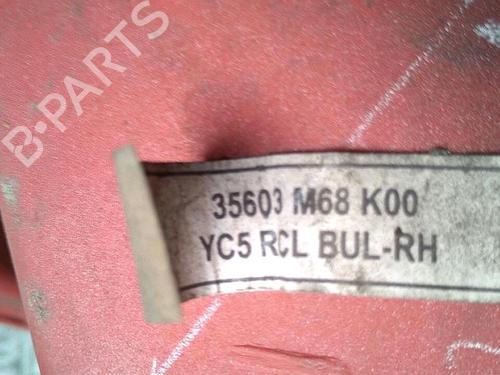 B-PARTS
35603 M68 K00
YC5 RCL BUL-RH